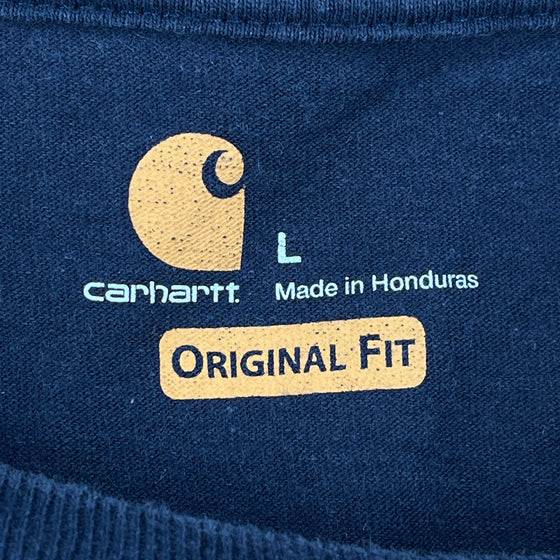 L
carhartt.
Made in Honduras
ORIGINAL FIT